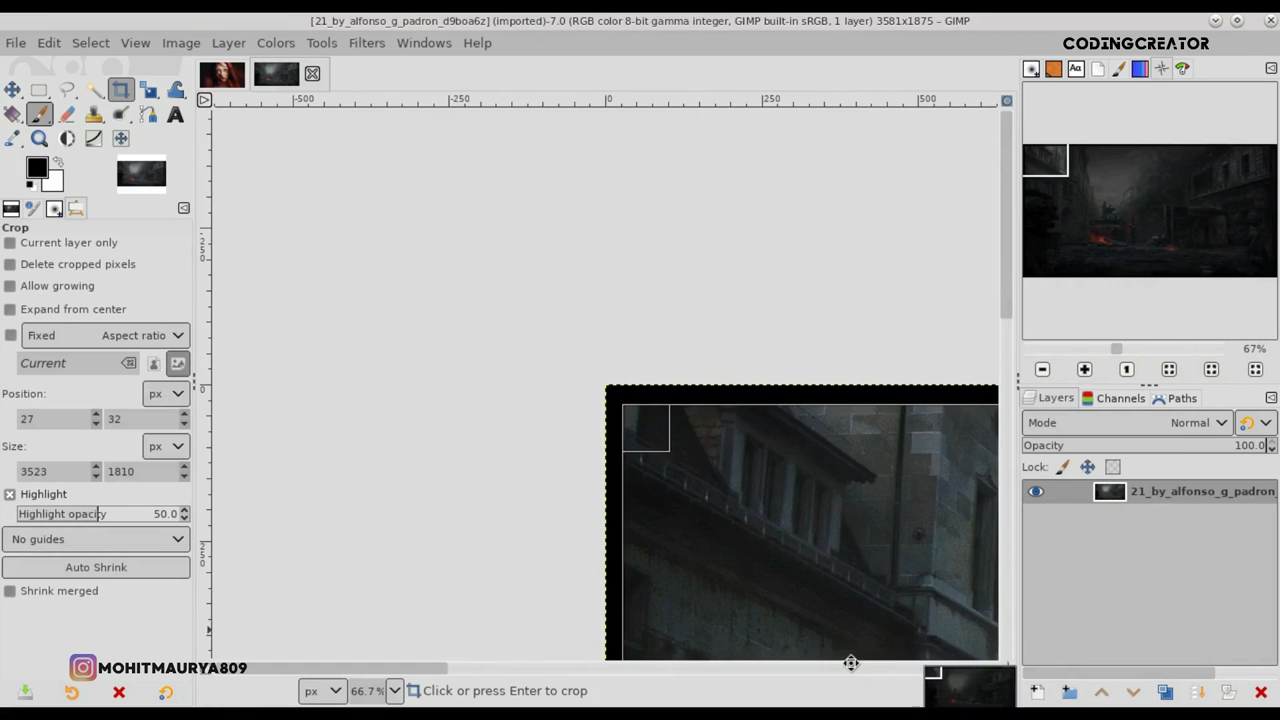 [21_by_alfonso_g_padron_d9boa6z] (imported)-7.0 (RGB color 8-bit gamma integer, GIMP built-in sRGB, 1 layer) 3581x1875 – GIMP
File Edit Select View Image Layer Colors Tools Filters Windows Help
CODINGCREATOR
-500 -250 0 250 500
Crop
Current layer only
Delete cropped pixels
Allow growing
Expand from center
Fixed Aspect ratio
Current
Position: px
27 32
Size: px
3523 1810
Highlight
Highlight opacity 50.0
No guides
Auto Shrink
Shrink merged
-250
0
250
67%
Layers Channels Paths
Mode Normal
Opacity 100.0
Lock:
21_by_alfonso_g_padron_
MOHITMAURYA809
px 66.7% Click or press Enter to crop